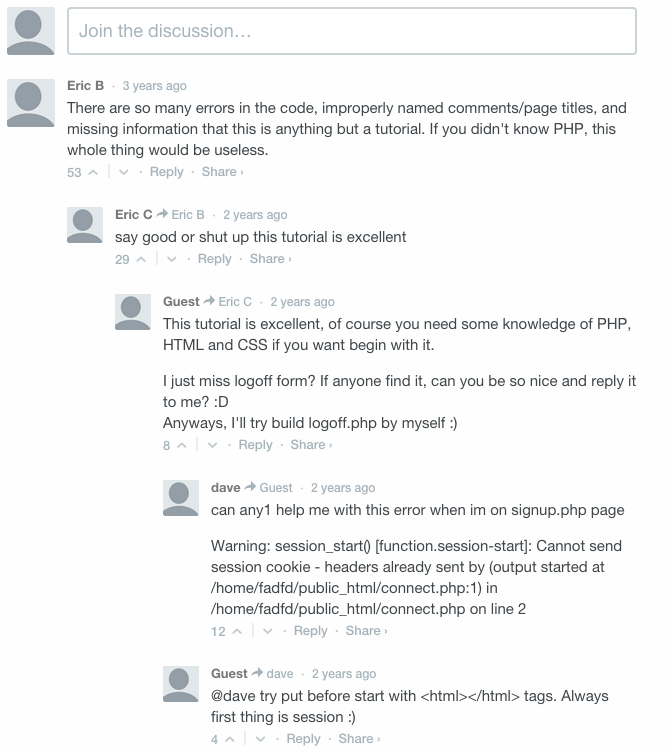 Join the discussion...
Eric B · 3 years ago
There are so many errors in the code, improperly named comments/page titles, and
missing information that this is anything but a tutorial. If you didn't know PHP, this
whole thing would be useless.
53 · Reply · Share ›
Eric C Eric B · 2 years ago
say good or shut up this tutorial is excellent
29 · Reply · Share ›
Guest Eric C · 2 years ago
This tutorial is excellent, of course you need some knowledge of PHP,
HTML and CSS if you want begin with it.
I just miss logoff form? If anyone find it, can you be so nice and reply it
to me? :D
Anyways, I'll try build logoff.php by myself :)
8 · Reply · Share ›
dave Guest · 2 years ago
can any1 help me with this error when im on signup.php page
Warning: session_start() [function.session-start]: Cannot send
session cookie - headers already sent by (output started at
/home/fadfd/public_html/connect.php:1) in
/home/fadfd/public_html/connect.php on line 2
12 · Reply · Share ›
Guest dave · 2 years ago
@dave try put before start with <html></html> tags. Always
first thing is session :)
4 · Reply · Share ›